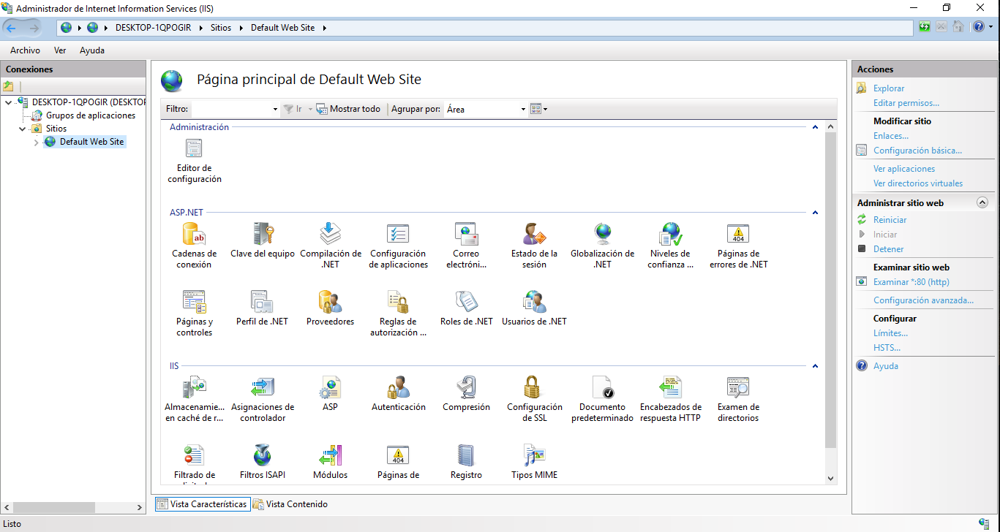 Administrador de Internet Information Services (IIS)
DESKTOP-1QPOGIR
Sitios
Default Web Site
Archivo
Ver
Ayuda
Conexiones
DESKTOP-1QPOGIR (DESKTOP
Grupos de aplicaciones
Sitios
Default Web Site
Página principal de Default Web Site
Filtro:
Ir
Mostrar todo
Agrupar por:
Área
Administración
Editor de
configuración
ASP.NET
Cadenas de
conexión
Clave del equipo
Compilación de
.NET
Configuración
de aplicaciones
Correo
electróni...
Estado de la
sesión
Globalización de
.NET
Niveles de
confianza ...
Páginas de
errores de .NET
Páginas y
controles
Perfil de .NET
Proveedores
Reglas de
autorización ...
Roles de .NET
Usuarios de .NET
IIS
Almacenamie...
en caché de r...
Asignaciones de
controlador
ASP
Autenticación
Compresión
Configuración
de SSL
Documento
predeterminado
Encabezados de
respuesta HTTP
Examen de
directorios
Filtrado de
Filtros ISAPI
Módulos
Páginas de
Registro
Tipos MIME
Vista Características
Vista Contenido
Acciones
Explorar
Editar permisos...
Modificar sitio
Enlaces...
Configuración básica...
Ver aplicaciones
Ver directorios virtuales
Administrar sitio web
Reiniciar
Iniciar
Detener
Examinar sitio web
Examinar *:80 (http)
Configuración avanzada...
Configurar
Límites...
HSTS...
Ayuda
Listo